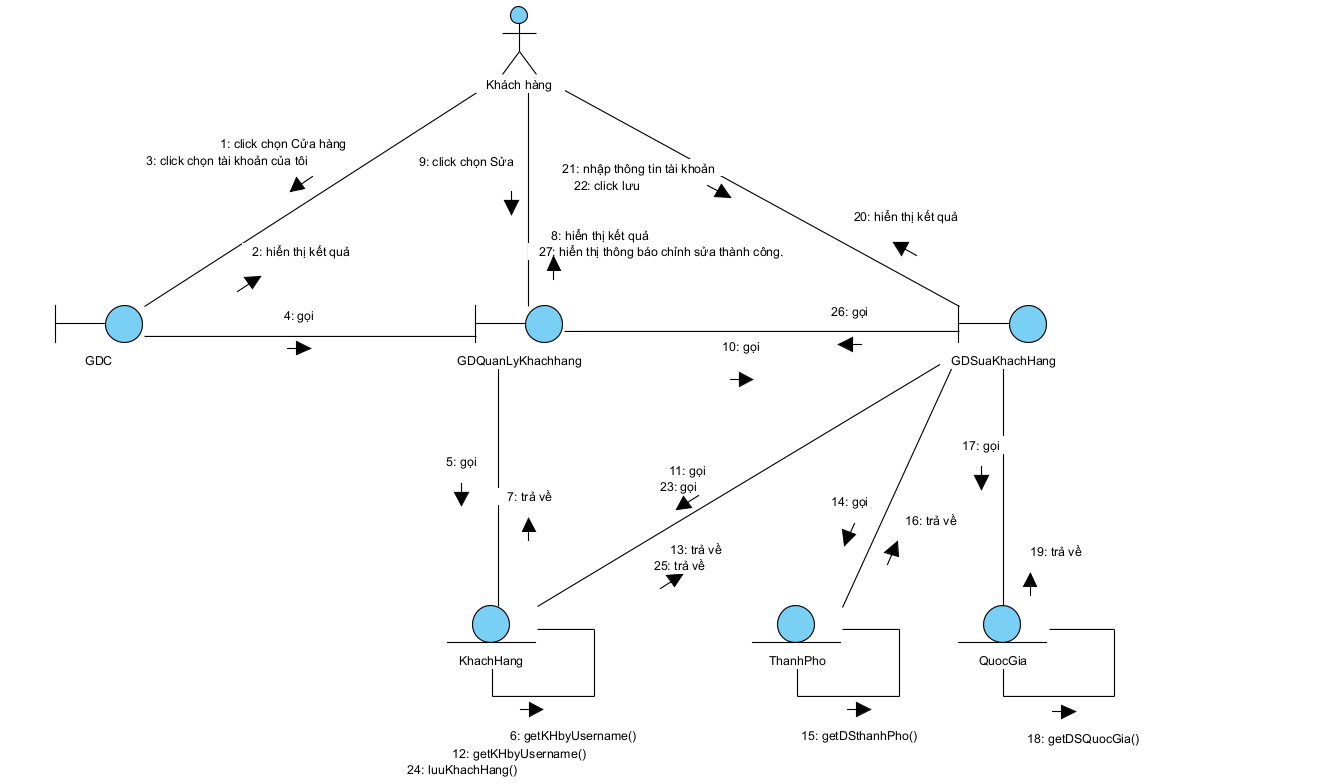 Khách hàng
1: click chọn Cửa hàng
3: click chọn tài khoản của tôi
9: click chọn Sửa
21: nhập thông tin tài khoản
22: click lưu
20: hiển thị kết quả
2: hiển thị kết quả
8: hiển thị kết quả
27: hiển thị thông báo chỉnh sửa thành công.
4: gọi
26: gọi
10: gọi
GDC
GDQuanLyKhachhang
GDSuaKhachHang
5: gọi
7: trả về
11: gọi
23: gọi
13: trả về
25: trả về
14: gọi
16: trả về
17: gọi
19: trả về
KhachHang
ThanhPho
QuocGia
6: getKHbyUsername()
12: getKHbyUsername()
24: luuKhachHang()
15: getDSthanhPho()
18: getDSQuocGia()